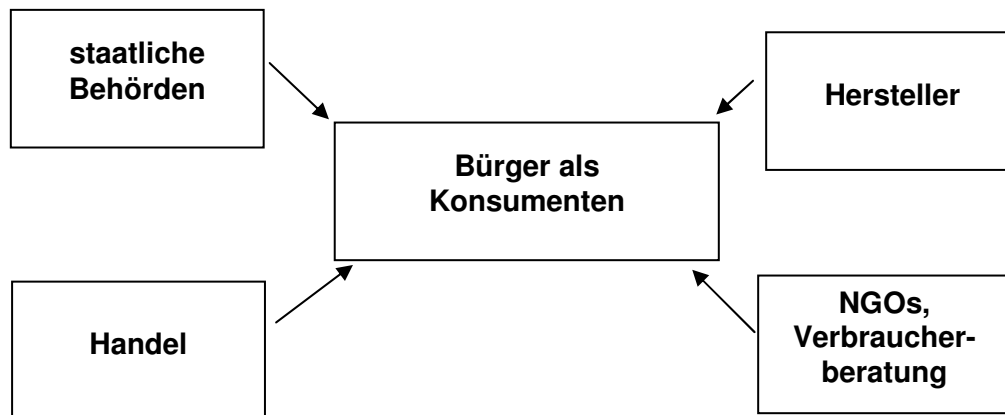 staatliche
Behörden
Hersteller
Bürger als
Konsumenten
Handel
NGOs,
Verbraucher-
beratung